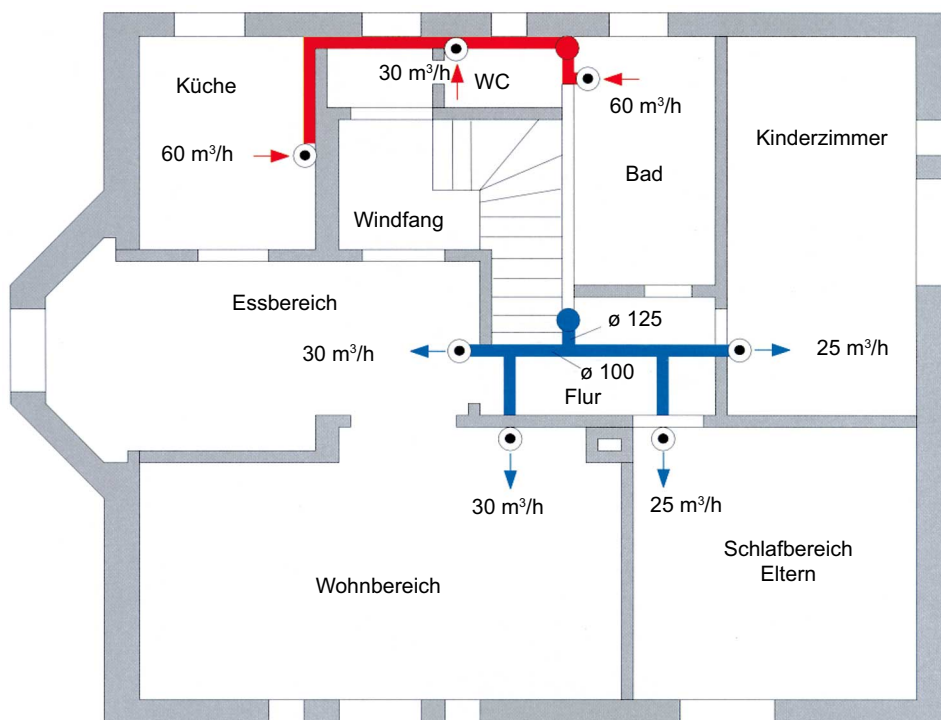 Küche
30 m³/h
WC
60 m³/h
60 m³/h
Kinderzimmer
Bad
Windfang
Essbereich
ø 125
30 m³/h
25 m³/h
ø 100
Flur
30 m³/h
25 m³/h
Schlafbereich
Eltern
Wohnbereich